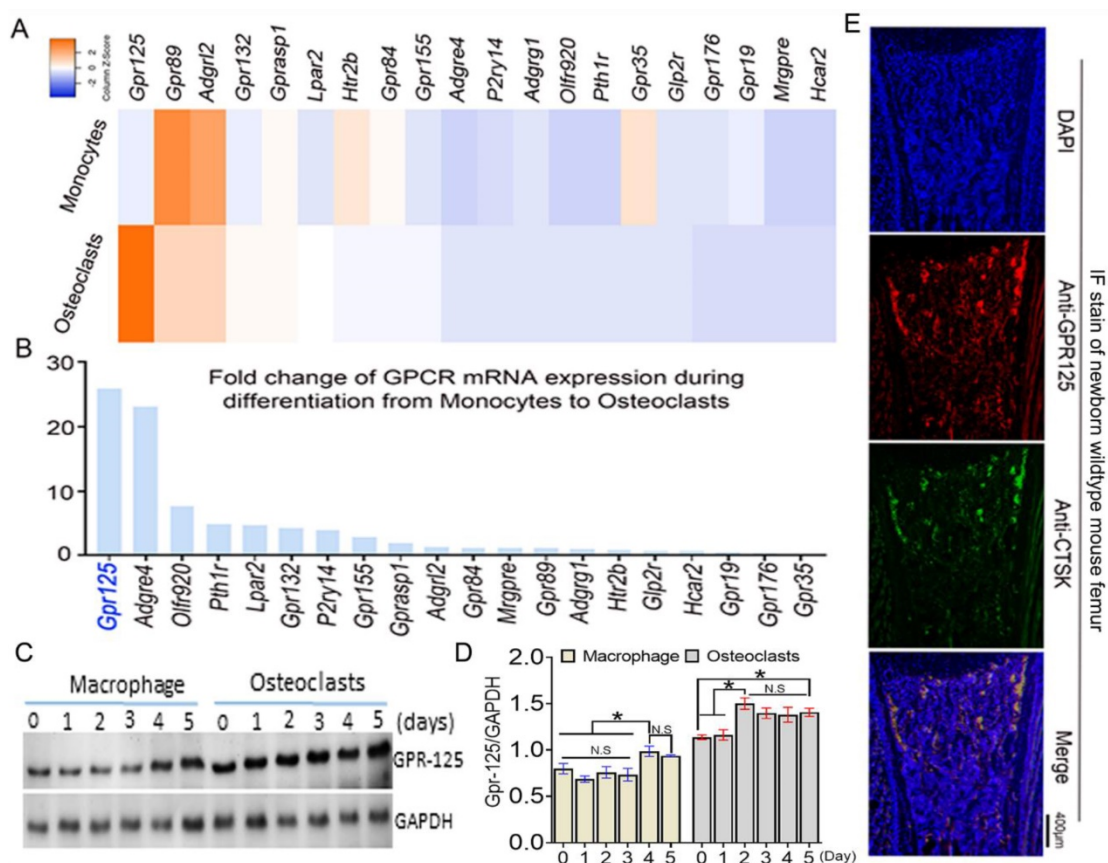 A
2
0
-2
Column Z-Score
Gpr125
Gpr89
Adgrl2
Gpr132
Gprasp1
Lpar2
Htr2b
Gpr84
Gpr155
Adgre4
P2ry14
Adgrg1
Olfr920
Pth1r
Gpr35
Glp2r
Gpr176
Gpr19
Mrgpre
Hcar2
Monocytes
Osteoclasts
B
Fold change of GPCR mRNA expression during
differentiation from Monocytes to Osteoclasts
30
20
10
0
Gpr125
Adgre4
Olfr920
Pth1r
Lpar2
Gpr132
P2ry14
Gpr155
Gprasp1
Adgrl2
Gpr84
Mrgpre
Gpr89
Adgrg1
Htr2b
Glp2r
Hcar2
Gpr19
Gpr176
Gpr35
C
Macrophage Osteoclasts
0 1 2 3 4 5 0 1 2 3 4 5 (days)
GPR-125
GAPDH
D
Macrophage Osteoclasts
Gpr-125/GAPDH
2.0
1.5
1.0
0.5
0.0
N.S
*
N.S
*
*
N.S
0 1 2 3 4 5 0 1 2 3 4 5 (Day)
E
DAPI
Anti-GPR125
Anti-CTSK
Merge
IF stain of newborn wildtype mouse femur
400μm